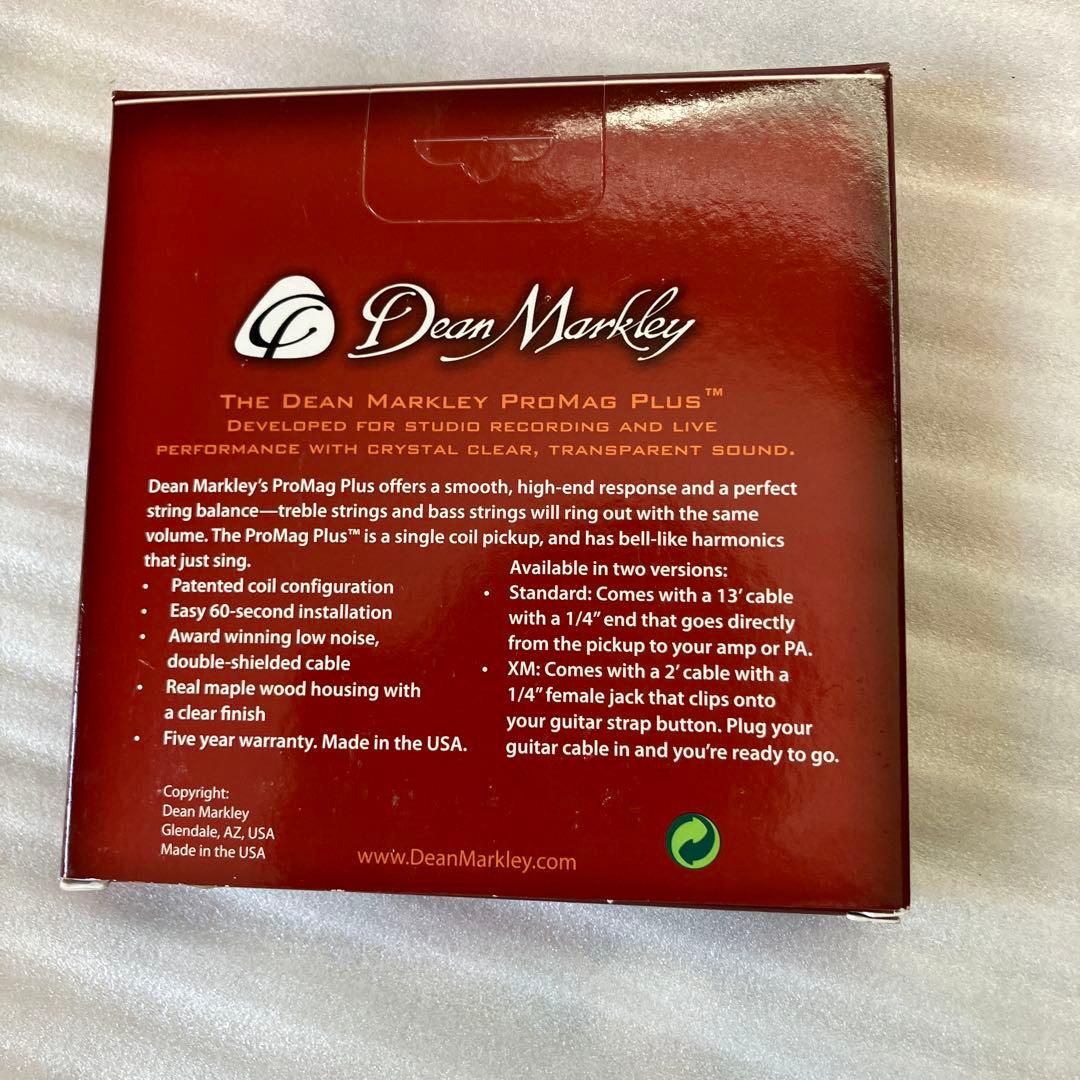 Dean Markley
THE DEAN MARKLEY PROMAG PLUS™
DEVELOPED FOR STUDIO RECORDING AND LIVE
PERFORMANCE WITH CRYSTAL CLEAR, TRANSPARENT SOUND.
Dean Markley's ProMag Plus offers a smooth, high-end response and a perfect
string balance—treble strings and bass strings will ring out with the same
volume. The ProMag Plus™ is a single coil pickup, and has bell-like harmonics
that just sing.
• Patented coil configuration
• Easy 60-second installation
• Award winning low noise,
double-shielded cable
• Real maple wood housing with
a clear finish
• Five year warranty. Made in the USA.
Available in two versions:
• Standard: Comes with a 13' cable
with a 1/4" end that goes directly
from the pickup to your amp or PA.
• XM: Comes with a 2' cable with a
1/4" female jack that clips onto
your guitar strap button. Plug your
guitar cable in and you're ready to go.
Copyright:
Dean Markley
Glendale, AZ, USA
Made in the USA
www.DeanMarkley.com